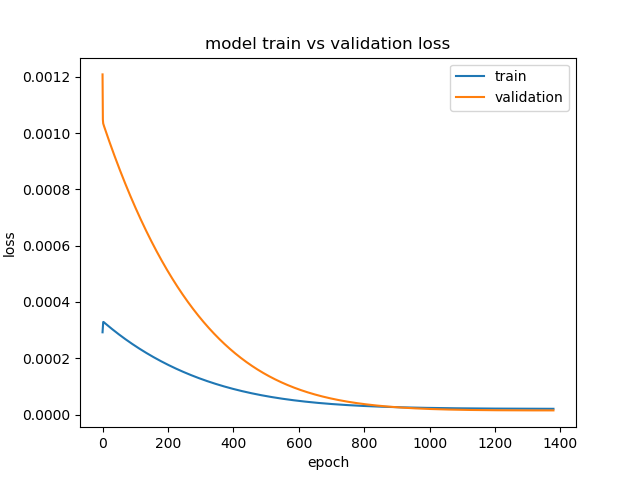 model train vs validation loss
train
validation
loss
0.0012
0.0010
0.0008
0.0006
0.0004
0.0002
0.0000
0 200 400 600 800 1000 1200 1400
epoch